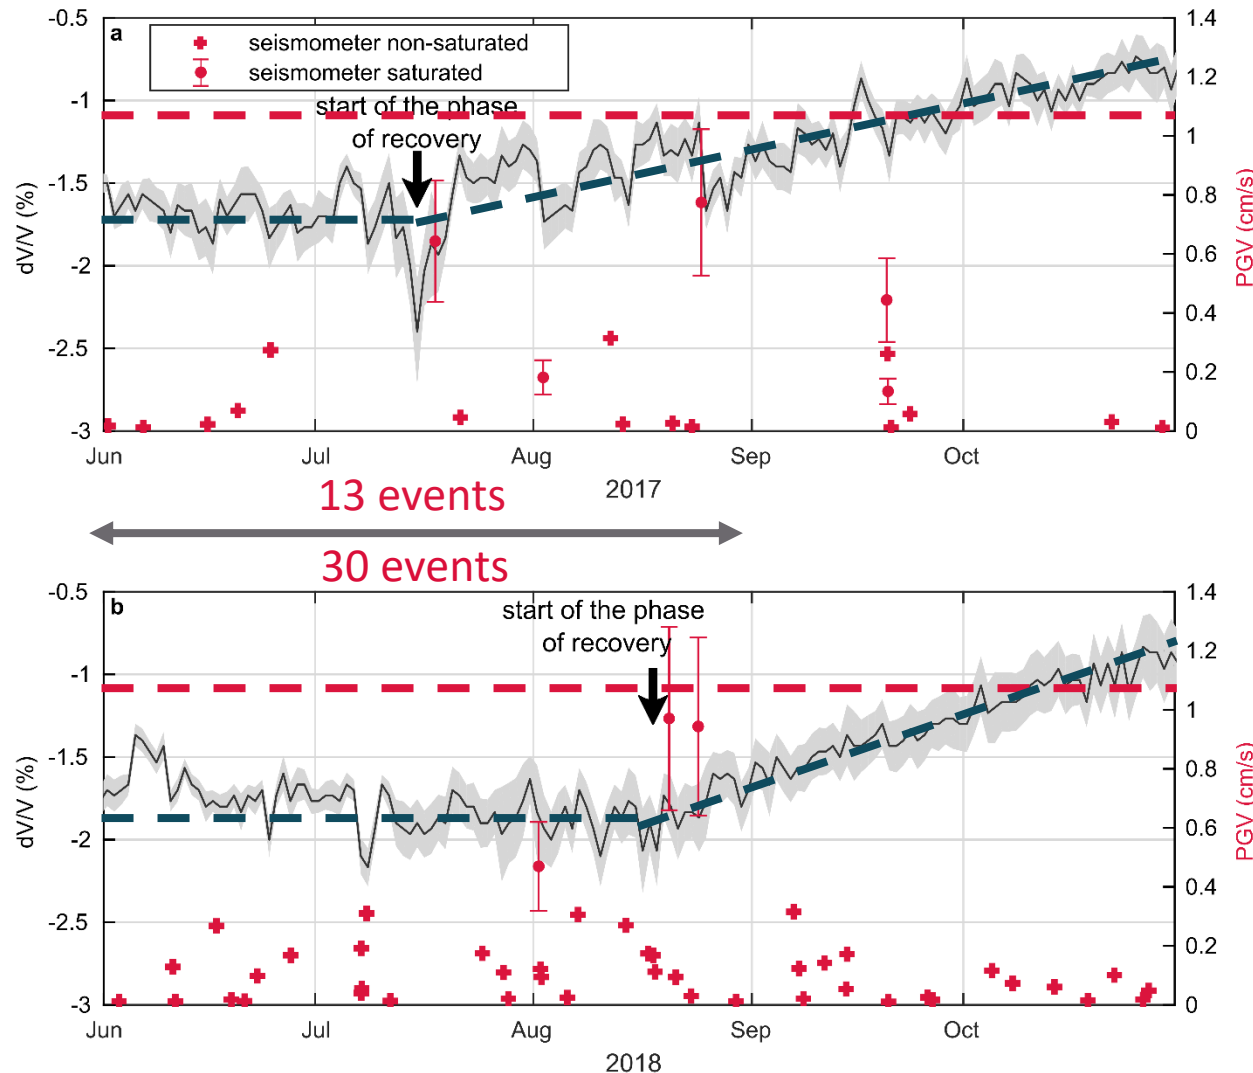 a
seismometer non-saturated
seismometer saturated
start of the phase
of recovery
-0.5
-1
-1.5
-2
-2.5
-3
dV/V (%)
1.4
1.2
1
0.8
0.6
0.4
0.2
0
PGV (cm/s)
Jun
Jul
Aug
Sep
Oct
2017
13 events
30 events
b
start of the phase
of recovery
-0.5
-1
-1.5
-2
-2.5
-3
dV/V (%)
1.4
1.2
1
0.8
0.6
0.4
0.2
0
PGV (cm/s)
Jun
Jul
Aug
Sep
Oct
2018